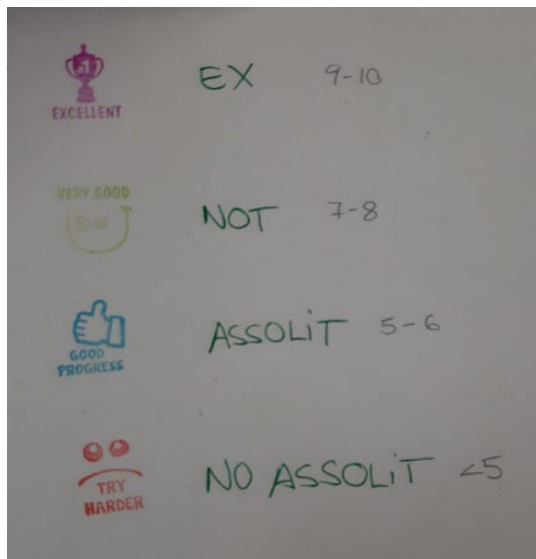 1
EXCELLENT
EX 9-10
VERY GOOD
NOT 7-8
ASSOLiT 5-6
GOOD
PROGRESS
NO ASSOLiT <5
TRY
HARDER